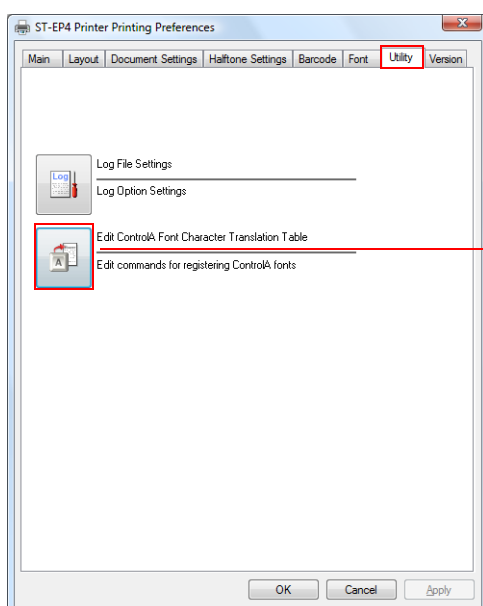 ST-EP4 Printer Printing Preferences
Main Layout Document Settings Halftone Settings Barcode Font Utility Version
Log
Log File Settings
Log Option Settings
A
Edit ControlA Font Character Translation Table
Edit commands for registering ControlA fonts
OK Cancel Apply